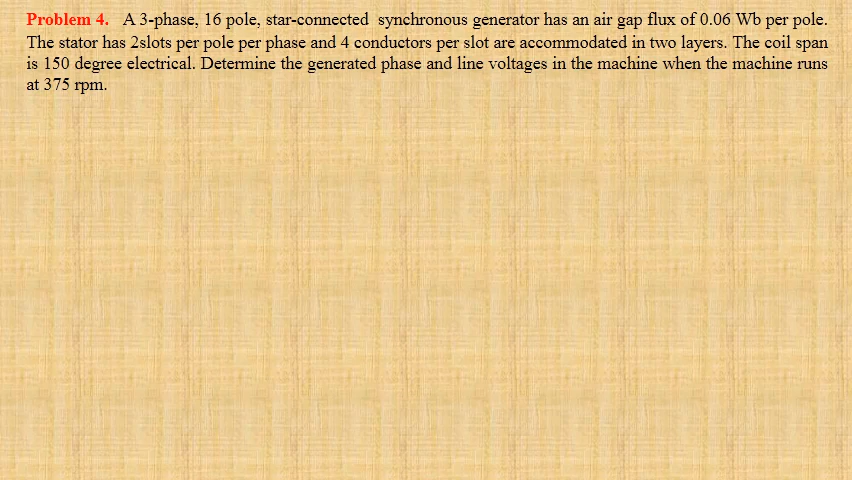 Problem 4. A 3-phase, 16 pole, star-connected synchronous generator has an air gap flux of 0.06 Wb per pole.
The stator has 2slots per pole per phase and 4 conductors per slot are accommodated in two layers. The coil span
is 150 degree electrical. Determine the generated phase and line voltages in the machine when the machine runs
at 375 rpm.